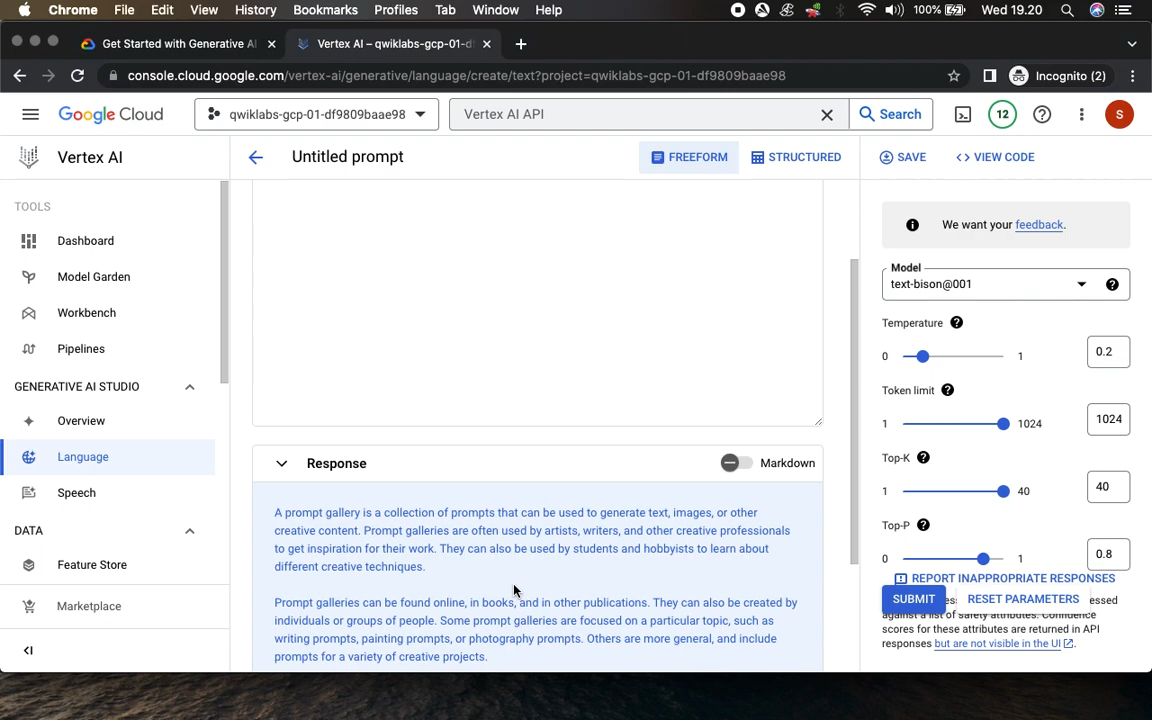 Chrome File Edit View History Bookmarks Profiles Tab Window Help 100% Wed 19.20
Get Started with Generative AI
Vertex AI – qwiklabs-gcp-01-d
console.cloud.google.com/vertex-ai/generative/language/create/text?project=qwiklabs-gcp-01-df9809baae98
Incognito (2)
Google Cloud
qwiklabs-gcp-01-df9809baae98
Vertex AI API
Search
12
S
Vertex AI
Untitled prompt
FREEFORM
STRUCTURED
SAVE
<> VIEW CODE
TOOLS
Dashboard
Model Garden
Workbench
Pipelines
GENERATIVE AI STUDIO
Overview
Language
Speech
DATA
Feature Store
Marketplace
Response
Markdown
A prompt gallery is a collection of prompts that can be used to generate text, images, or other
creative content. Prompt galleries are often used by artists, writers, and other creative professionals
to get inspiration for their work. They can also be used by students and hobbyists to learn about
different creative techniques.
Prompt galleries can be found online, in books, and in other publications. They can also be created by
individuals or groups of people. Some prompt galleries are focused on a particular topic, such as
writing prompts, painting prompts, or photography prompts. Others are more general, and include
prompts for a variety of creative projects.
We want your feedback.
Model
text-bison@001
Temperature
0 1 0.2
Token limit
1 1024 1024
Top-K
1 40 40
Top-P
0 1 0.8
REPORT INAPPROPRIATE RESPONSES
SUBMIT
RESET PARAMETERS
against a list of safety attributes. Confidence
scores for these attributes are returned in API
responses but are not visible in the UI.